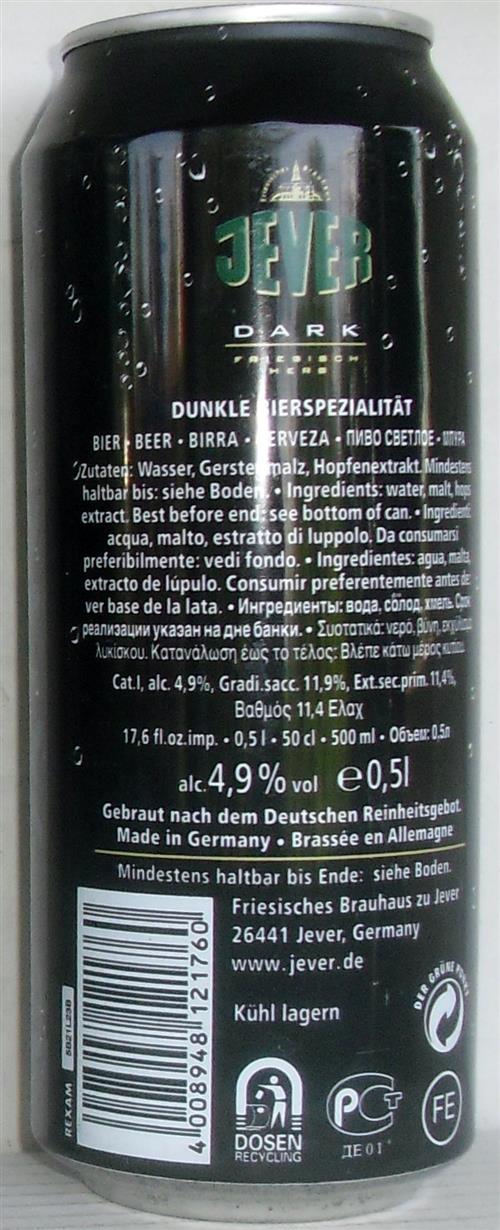 JEVER
DARK
FRIESISCH
HERB
DUNKLE BIERSPEZIALITÄT
BIER • BEER • BIRRA • CERVEZA • ПИВО СВЕТЛОЕ • ΜΠΥΡΑ
Zutaten: Wasser, Gerstenmalz, Hopfenextrakt. Mindestens
haltbar bis: siehe Boden. • Ingredients: water, malt, hops
extract. Best before end: see bottom of can. • Ingredienti:
acqua, malto, estratto di luppolo. Da consumarsi
preferibilmente: vedi fondo. • Ingredientes: agua, malta,
extracto de lúpulo. Consumir preferentemente antes de:
ver base de la lata. • Ингредиенты: вода, солод, хмель. Срок
реализации указан на дне банки. • Συστατικά: νερό, βύνη, εκχύλισμα
λυκίσκου. Κατανάλωση έως το τέλος: Βλέπε κάτω μέρος κυτίου.
Cat.I, alc. 4,9%, Gradi.sacc. 11,9%, Ext.sec.prim. 11,4%,
Βαθμός 11,4 Ελαχ
17,6 fl.oz.imp. • 0,5 l • 50 cl • 500 ml • Объем: 0,5л
alc. 4,9 % vol ℮ 0,5l
Gebraut nach dem Deutschen Reinheitsgebot.
Made in Germany • Brassée en Allemagne
Mindestens haltbar bis Ende: siehe Boden.
Friesisches Brauhaus zu Jever
26441 Jever, Germany
www.jever.de
Kühl lagern
DER GRÜNE PUNKT
REXAM 5B21L23B
4 008948 121760
DOSEN
RECYCLING
РСТ
ДЕ 01
FE